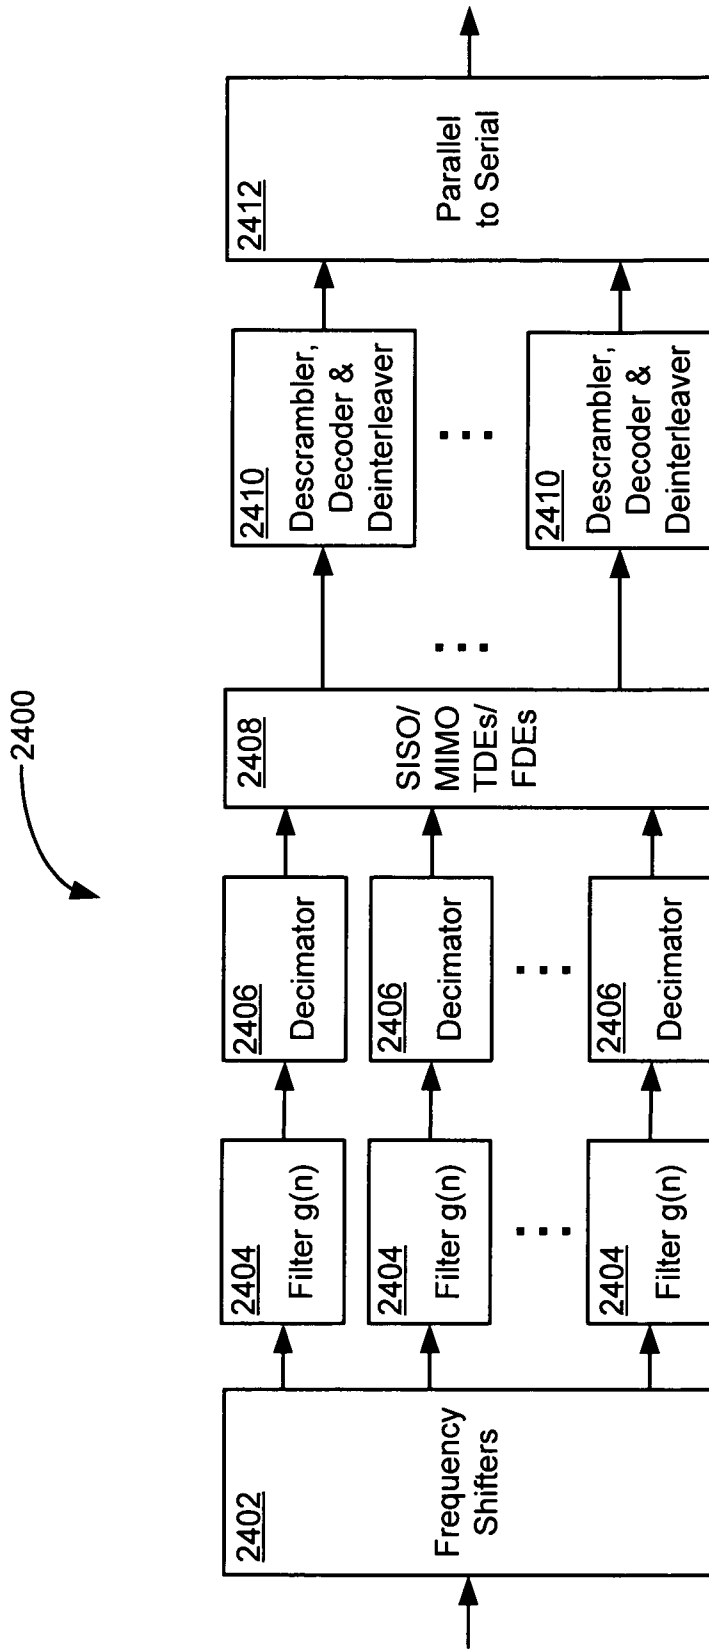 2400
2402
Frequency
Shifters
2404
Filter g(n)
2404
Filter g(n)
2404
Filter g(n)
2406
Decimator
2406
Decimator
2406
Decimator
2408
SISO/
MIMO
TDEs/
FDEs
2410
Descrambler,
Decoder &
Deinterleaver
2410
Descrambler,
Decoder &
Deinterleaver
2412
Parallel
to Serial